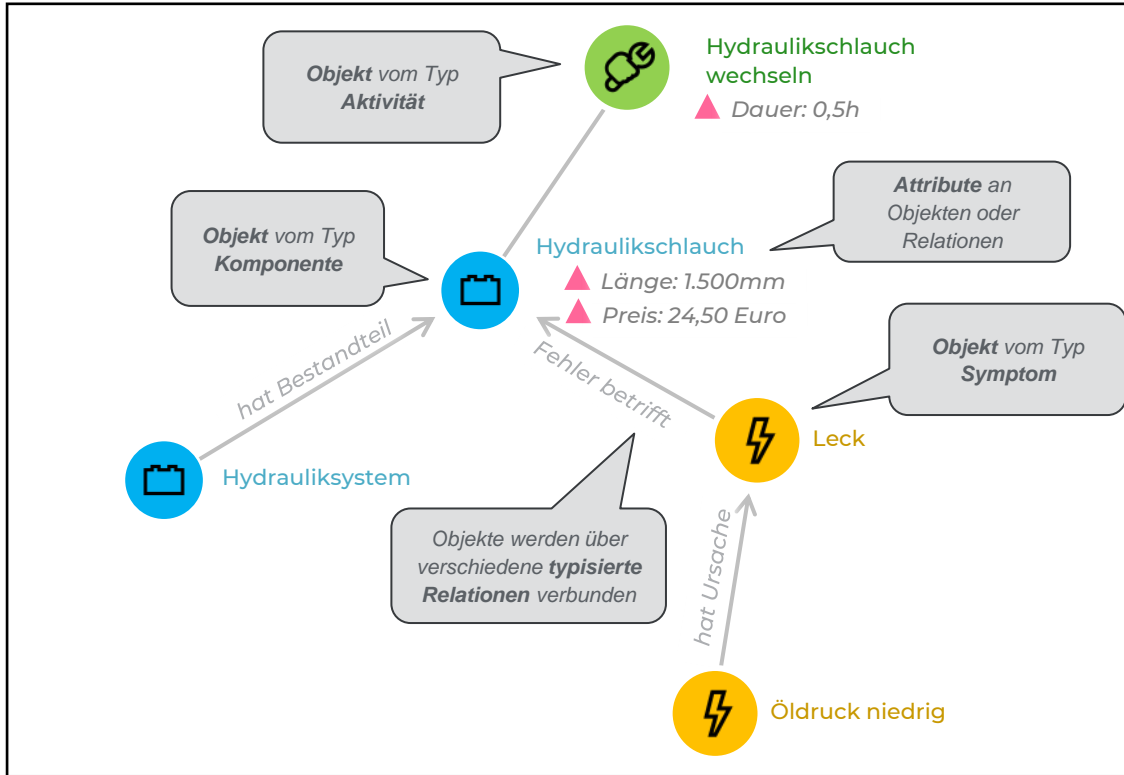 Objekt vom Typ
Aktivität
Hydraulikschlauch
wechseln
Dauer: 0,5h
Objekt vom Typ
Komponente
Hydraulikschlauch
Länge: 1.500mm
Preis: 24,50 Euro
Attribute an
Objekten oder
Relationen
hat Bestandteil
Fehler betrifft
Objekt vom Typ
Symptom
Leck
Hydrauliksystem
Objekte werden über
verschiedene typisierte
Relationen verbunden
hat Ursache
Öldruck niedrig